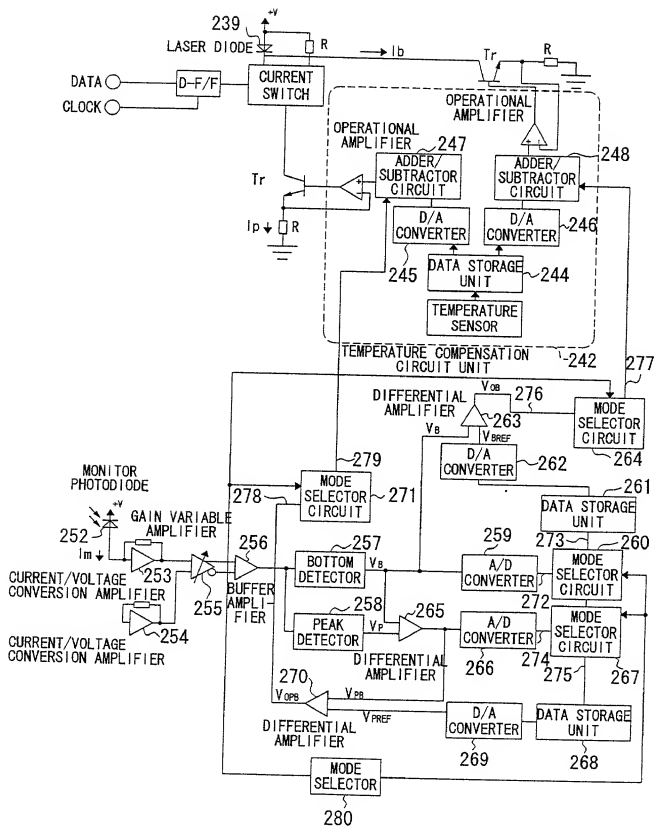 +V
239
LASER DIODE
R
Ib
Tr
R
DATA
CLOCK
D-F/F
CURRENT
SWITCH
OPERATIONAL
AMPLIFIER
OPERATIONAL
AMPLIFIER
247
248
ADDER/
SUBTRACTOR
CIRCUIT
ADDER/
SUBTRACTOR
CIRCUIT
Tr
Ip
R
D/A
CONVERTER
D/A
CONVERTER
246
245
DATA STORAGE
UNIT
244
TEMPERATURE
SENSOR
242
TEMPERATURE COMPENSATION
CIRCUIT UNIT
277
VOB
276
DIFFERENTIAL
AMPLIFIER
263
VB
VBREF
MODE
SELECTOR
CIRCUIT
264
279
D/A
CONVERTER
262
278
MODE
SELECTOR
CIRCUIT
271
261
DATA STORAGE
UNIT
MONITOR
PHOTODIODE
+V
252
Im
GAIN VARIABLE
AMPLIFIER
256
257
BOTTOM
DETECTOR
VB
259
A/D
CONVERTER
273
260
MODE
SELECTOR
CIRCUIT
272
253
255
BUFFER
AMPLI-
FIER
CURRENT/VOLTAGE
CONVERSION AMPLIFIER
254
CURRENT/VOLTAGE
CONVERSION AMPLIFIER
258
PEAK
DETECTOR
VP
265
DIFFERENTIAL
AMPLIFIER
A/D
CONVERTER
266
274
MODE
SELECTOR
CIRCUIT
275
267
270
VOPB
VPB
VPREF
DIFFERENTIAL
AMPLIFIER
D/A
CONVERTER
269
DATA STORAGE
UNIT
268
MODE
SELECTOR
280